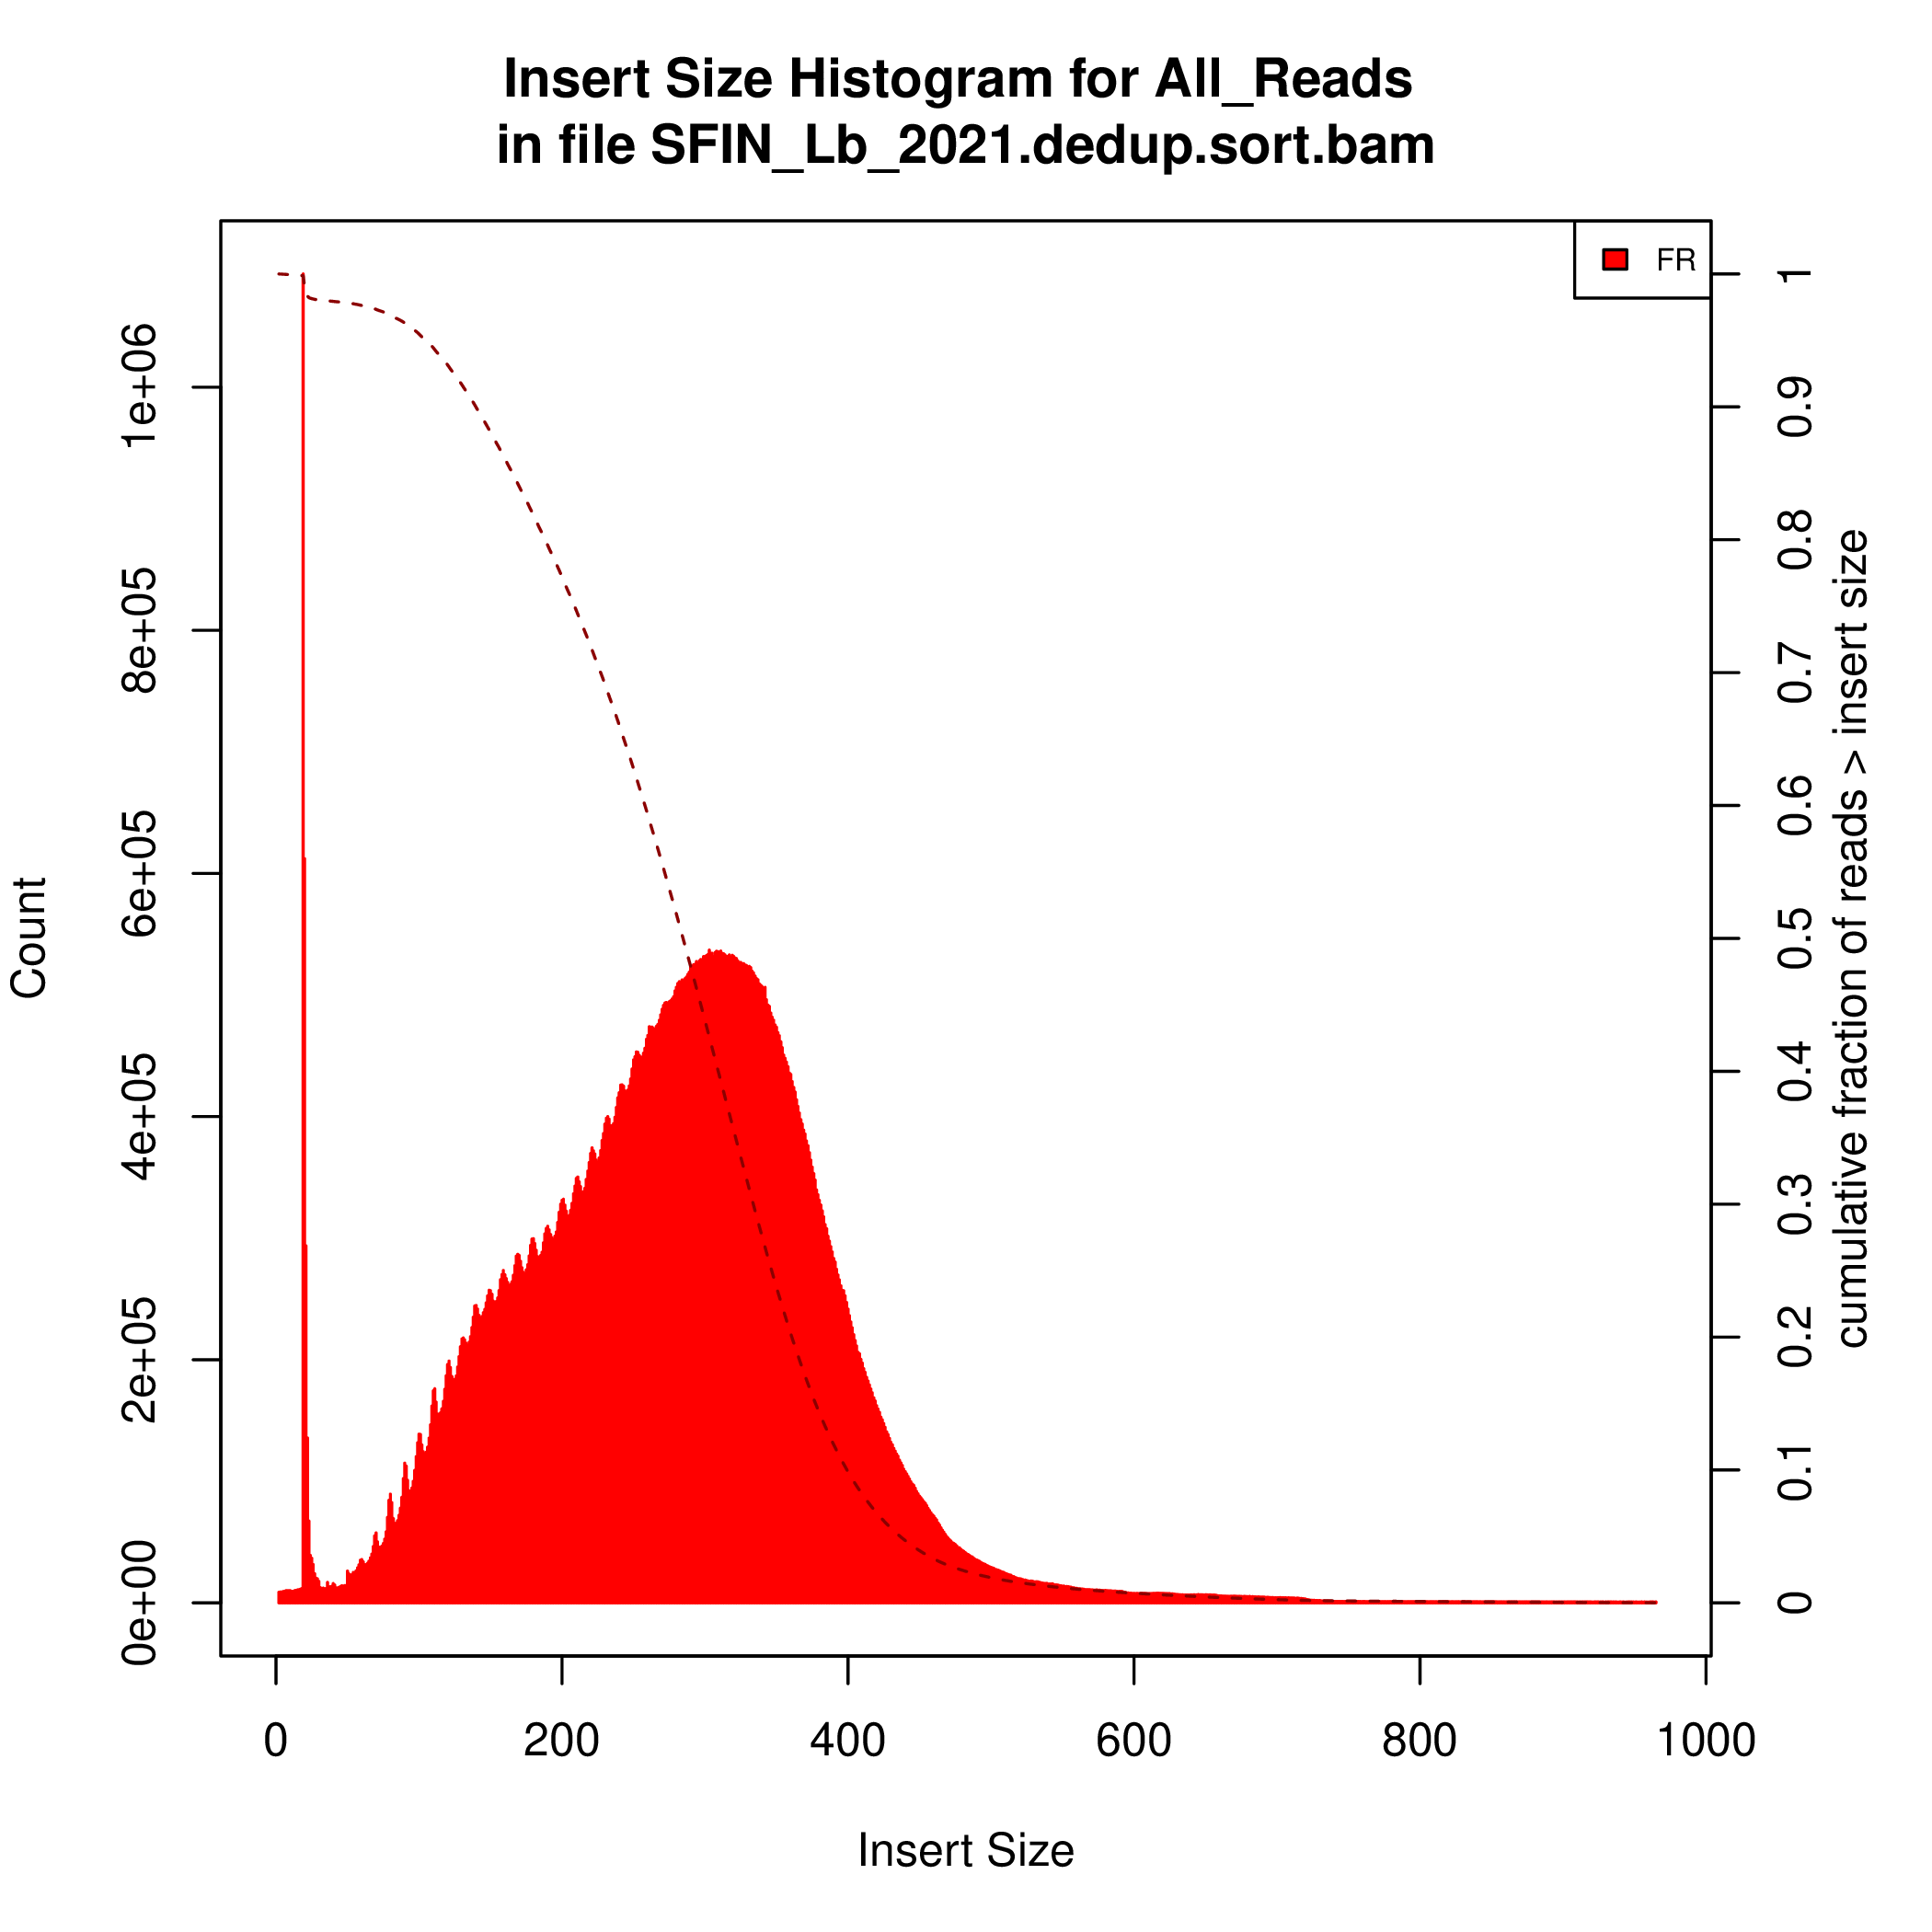 Insert Size Histogram for All_Reads
in file SFIN_Lb_2021.dedup.sort.bam
FR
Count
0e+00
2e+05
4e+05
6e+05
8e+05
1e+06
0
0.1
0.2
0.3
0.4
0.5
0.6
0.7
0.8
0.9
1
cumulative fraction of reads > insert size
0 200 400 600 800 1000
Insert Size